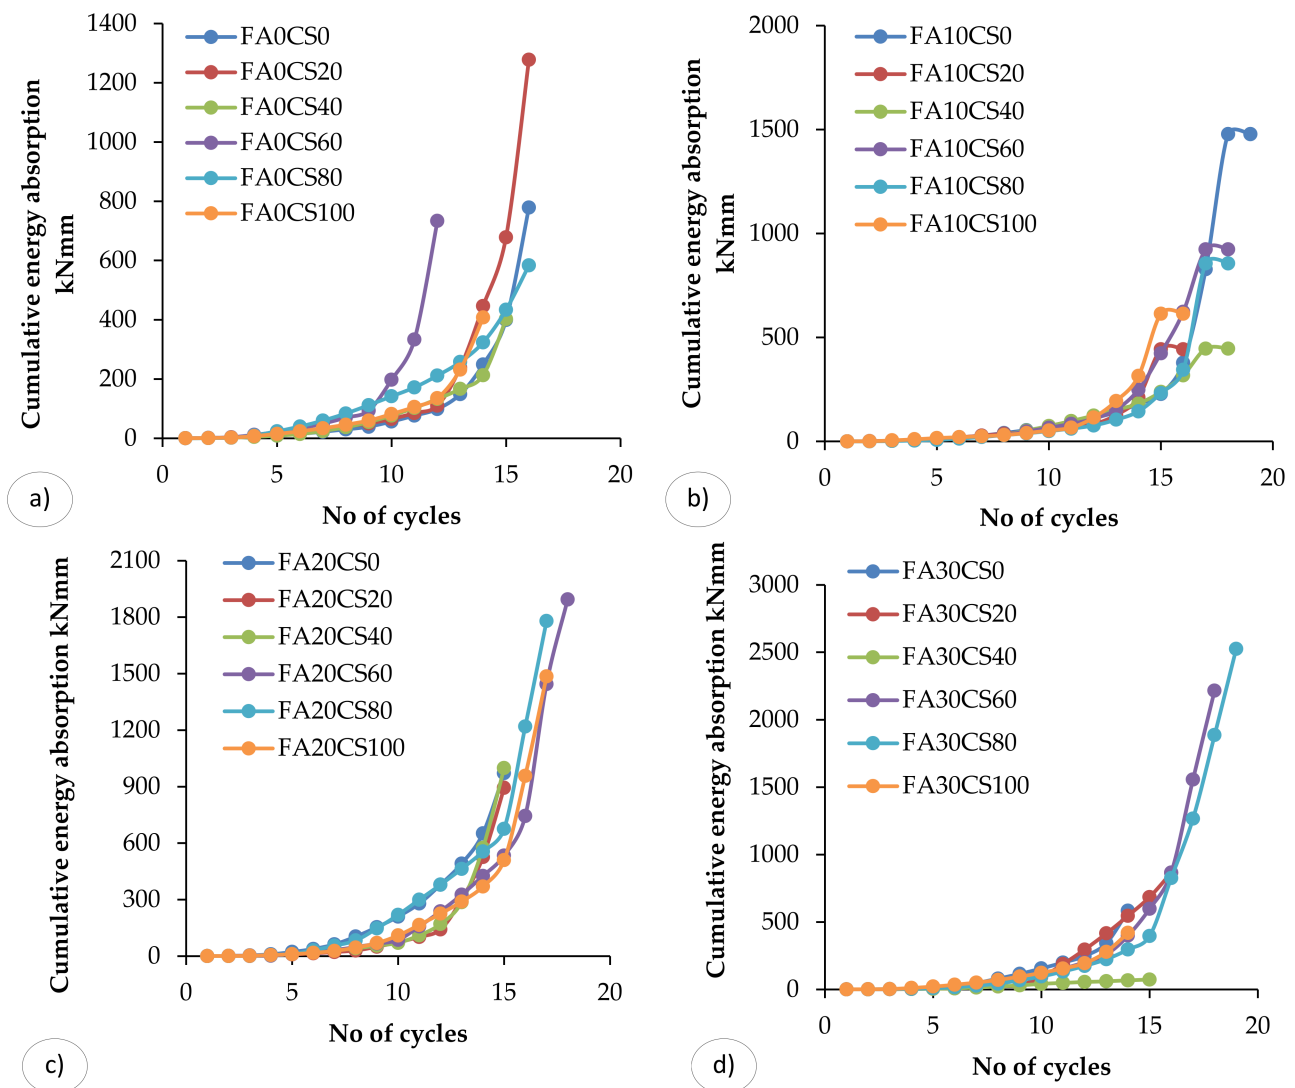 Cumulative energy absorption
kNmm
1400
1200
1000
800
600
400
200
0
0
5
10
15
20
FA0CS0
FA0CS20
FA0CS40
FA0CS60
FA0CS80
FA0CS100
No of cycles
a)
Cumulative energy absorption
kNmm
2000
1500
1000
500
0
0
5
10
15
20
FA10CS0
FA10CS20
FA10CS40
FA10CS60
FA10CS80
FA10CS100
No of cycles
b)
Cumulative energy absorption kNmm
2100
1800
1500
1200
900
600
300
0
0
5
10
15
20
FA20CS0
FA20CS20
FA20CS40
FA20CS60
FA20CS80
FA20CS100
No of cycles
c)
Cumulative energy absorption kNmm
3000
2500
2000
1500
1000
500
0
0
5
10
15
20
FA30CS0
FA30CS20
FA30CS40
FA30CS60
FA30CS80
FA30CS100
No of cycles
d)